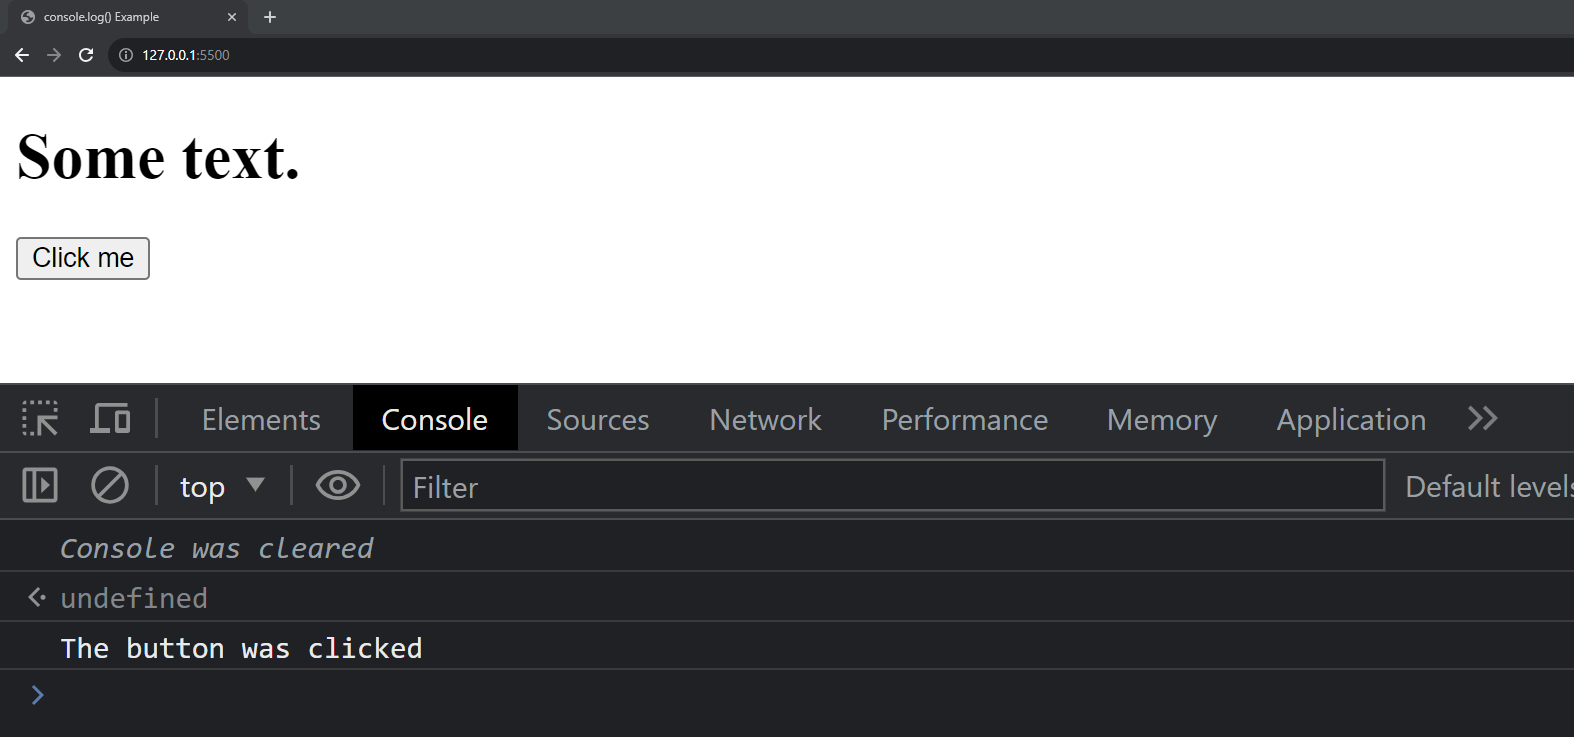 console.log() Example
127.0.0.1:5500
Some text.
Click me
Elements Console Sources Network Performance Memory Application
top Filter Default levels
Console was cleared
undefined
The button was clicked